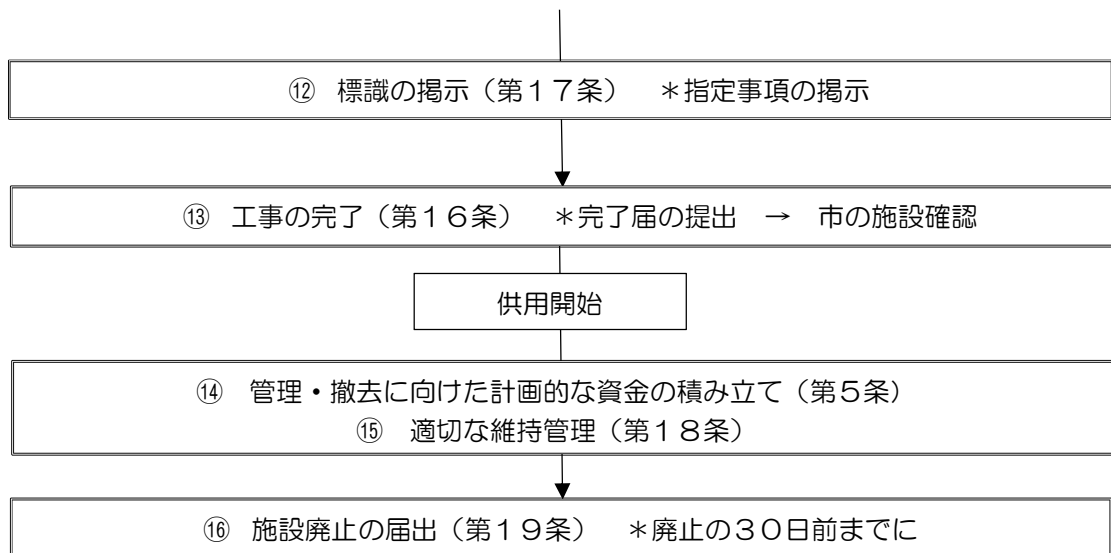 ⑫ 標識の掲示（第１７条） ＊指定事項の掲示
⑬ 工事の完了（第１６条） ＊完了届の提出 → 市の施設確認
供用開始
⑭ 管理・撤去に向けた計画的な資金の積み立て（第５条）
⑮ 適切な維持管理（第１８条）
⑯ 施設廃止の届出（第１９条） ＊廃止の３０日前までに